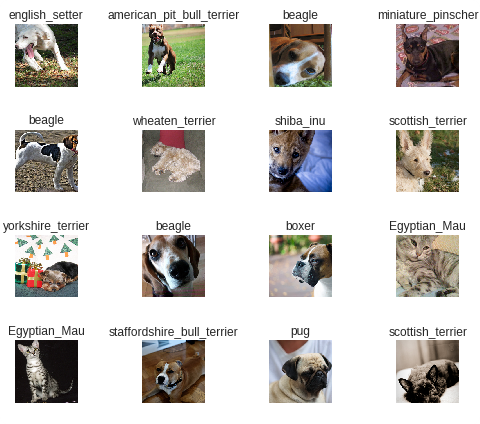 english_setter
american_pit_bull_terrier
beagle
miniature_pinscher
beagle
wheaten_terrier
shiba_inu
scottish_terrier
yorkshire_terrier
beagle
boxer
Egyptian_Mau
Egyptian_Mau
staffordshire_bull_terrier
pug
scottish_terrier